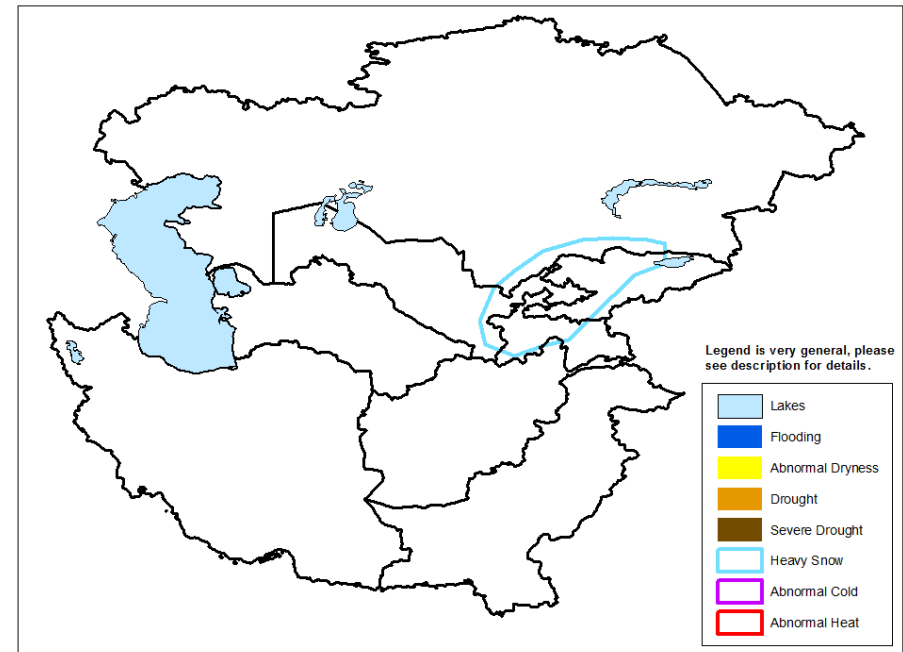 Legend is very general, please
see description for details.
Lakes
Flooding
Abnormal Dryness
Drought
Severe Drought
Heavy Snow
Abnormal Cold
Abnormal Heat